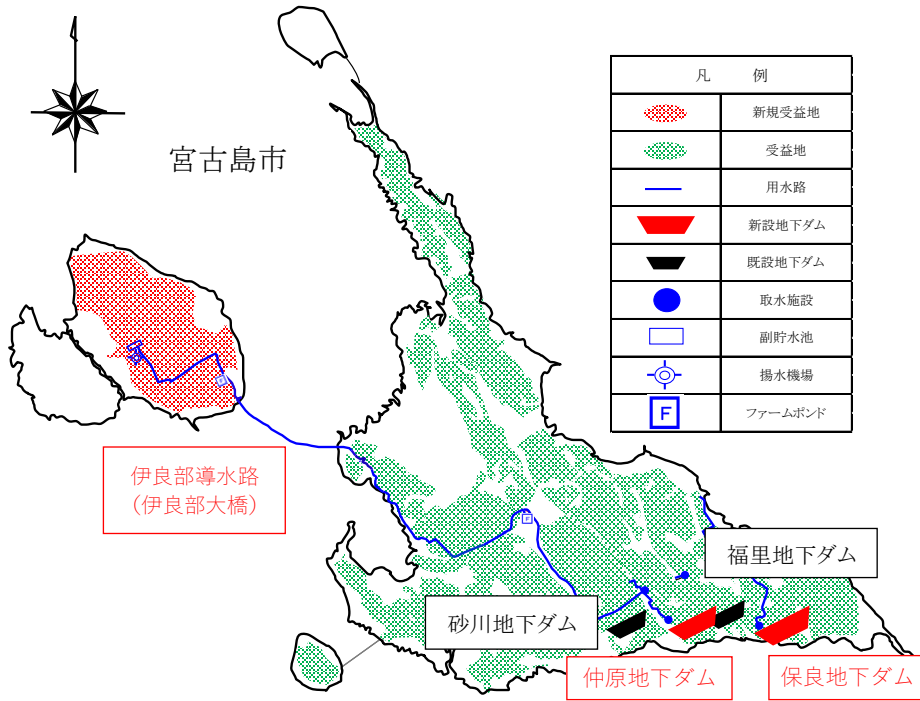 宮古島市
凡 例
新規受益地
受益地
用水路
新設地下ダム
既設地下ダム
取水施設
副貯水池
揚水機場
F
ファームポンド
伊良部導水路
(伊良部大橋)
F
福里地下ダム
砂川地下ダム
仲原地下ダム
保良地下ダム